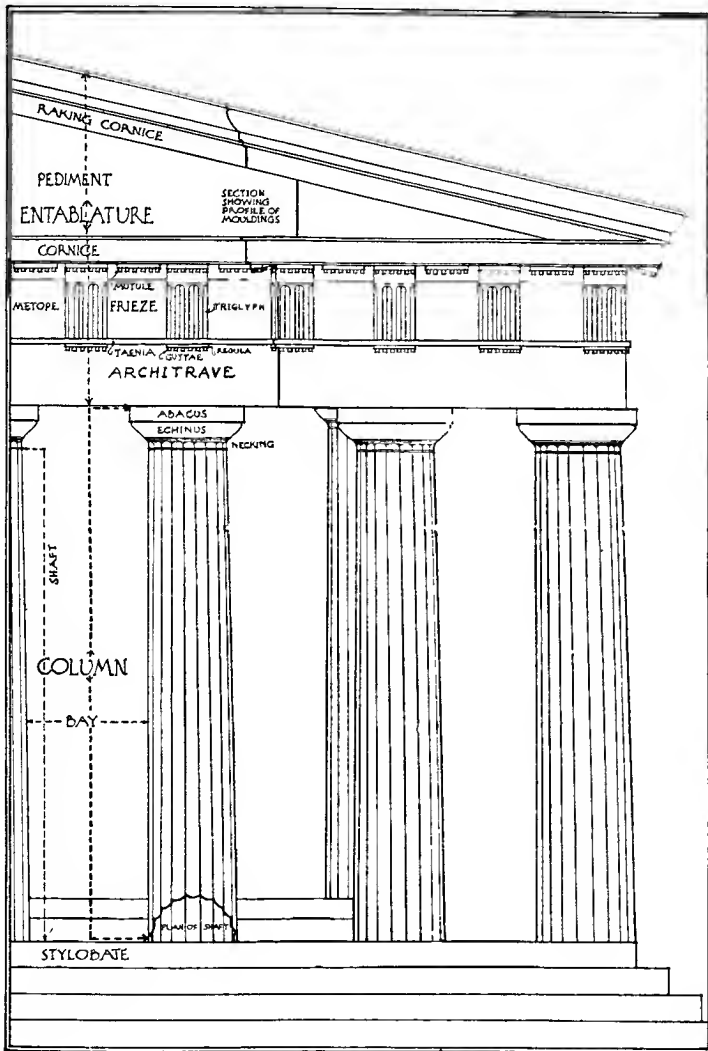 RAKING CORNICE
PEDIMENT
SECTION
SHOWING
PROFILE OF
MOULDINGS
ENTABLATURE
CORNICE
MUTULE
METOPE
FRIEZE
TRIGLYPH
TAENIA
GUTTAE
REGULA
ARCHITRAVE
ABACUS
ECHINUS
NECKING
SHAFT
COLUMN
BAY
PLAN OF SHAFT
STYLOBATE